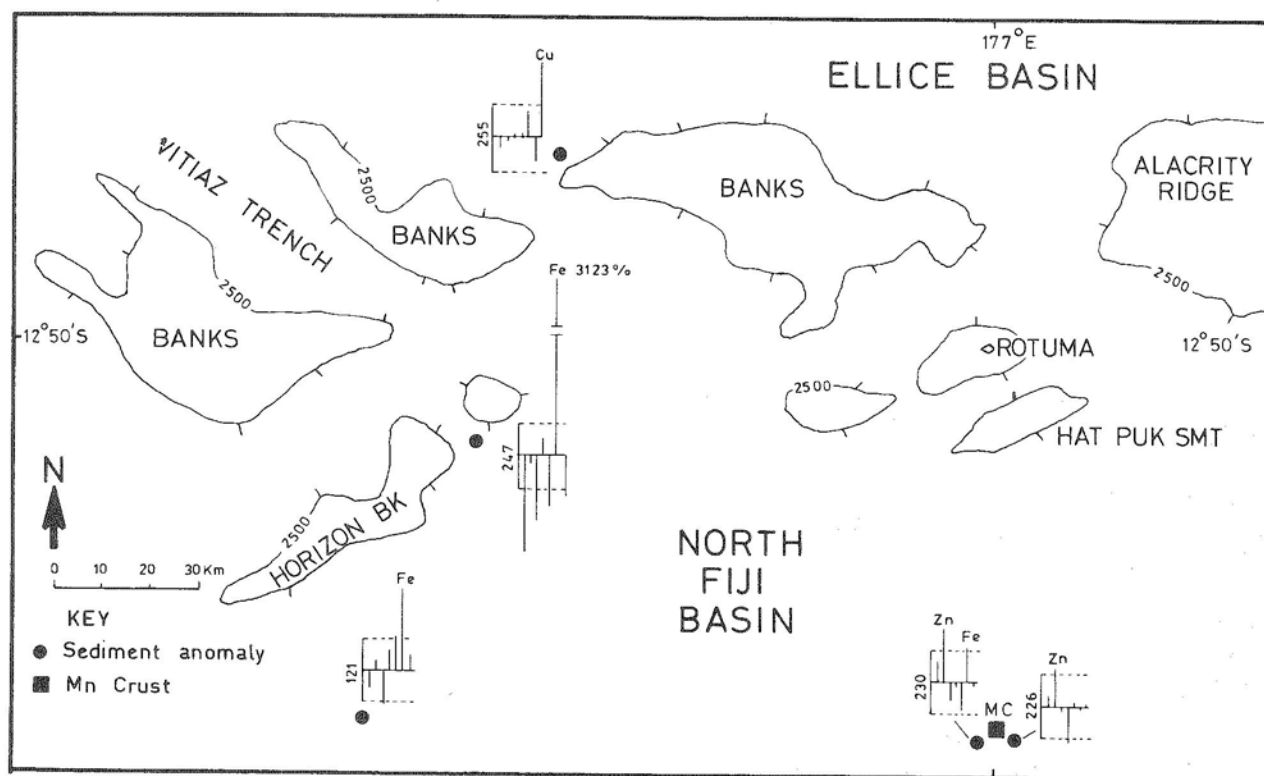 177°E
ELLICE BASIN
Cu
255
VITIAZ TRENCH
2500
BANKS
BANKS
ALACRITY
RIDGE
2500
Fe 3123%
2500
12°50'S
BANKS
ROTUMA
12°50'S
2500
HAT PUK SMT
247
N
2500
HORIZON BK
NORTH
FIJI
BASIN
0 10 20 30 Km
Fe
121
KEY
Sediment anomaly
Mn Crust
Zn
Fe
230
MC
Zn
226